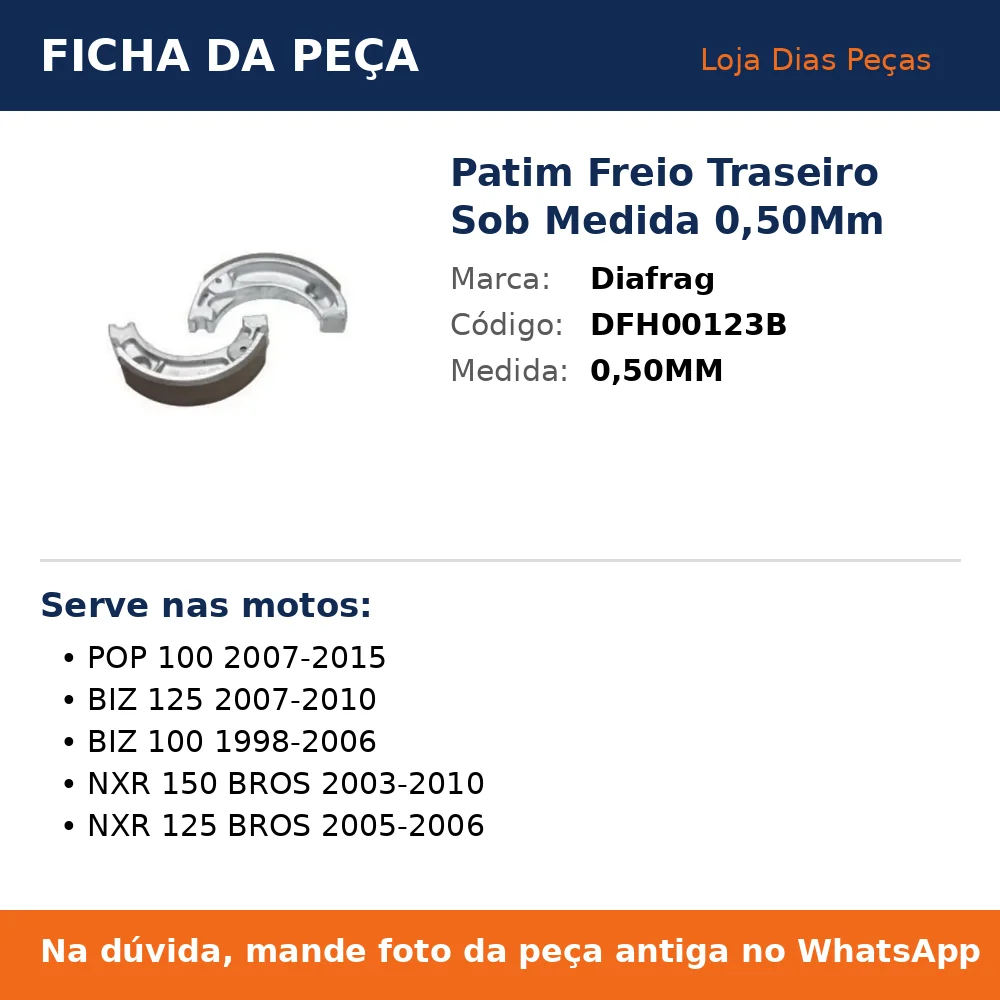 FICHA DA PEÇA
Loja Dias Peças
Patim Freio Traseiro
Sob Medida 0,50Mm
Marca: Diafrag
Código: DFH00123B
Medida: 0,50MM
Serve nas motos:
• POP 100 2007-2015
• BIZ 125 2007-2010
• BIZ 100 1998-2006
• NXR 150 BROS 2003-2010
• NXR 125 BROS 2005-2006
Na dúvida, mande foto da peça antiga no WhatsApp